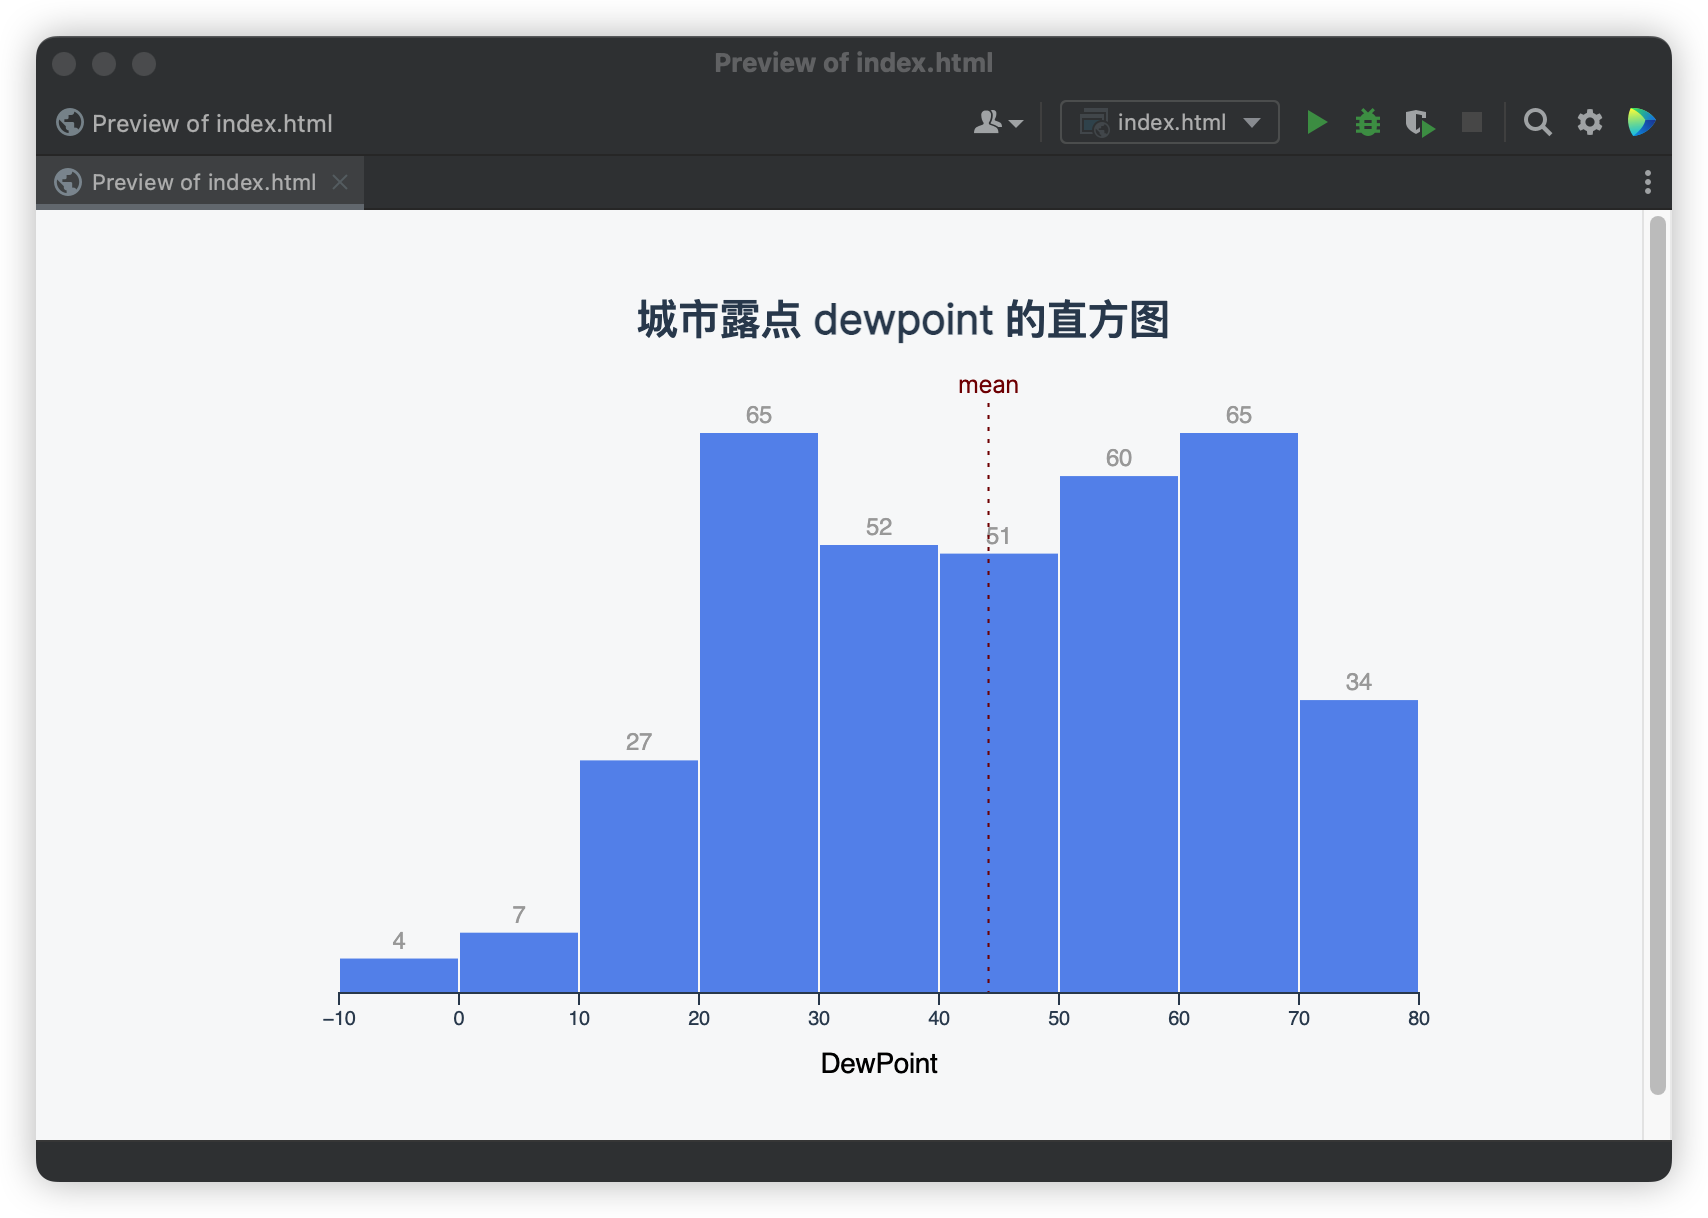 Preview of index.html
Preview of index.html
index.html
Preview of index.html
城市露点 dewpoint 的直方图
mean
65
65
60
52
51
34
27
7
4
−10 0 10 20 30 40 50 60 70 80
DewPoint